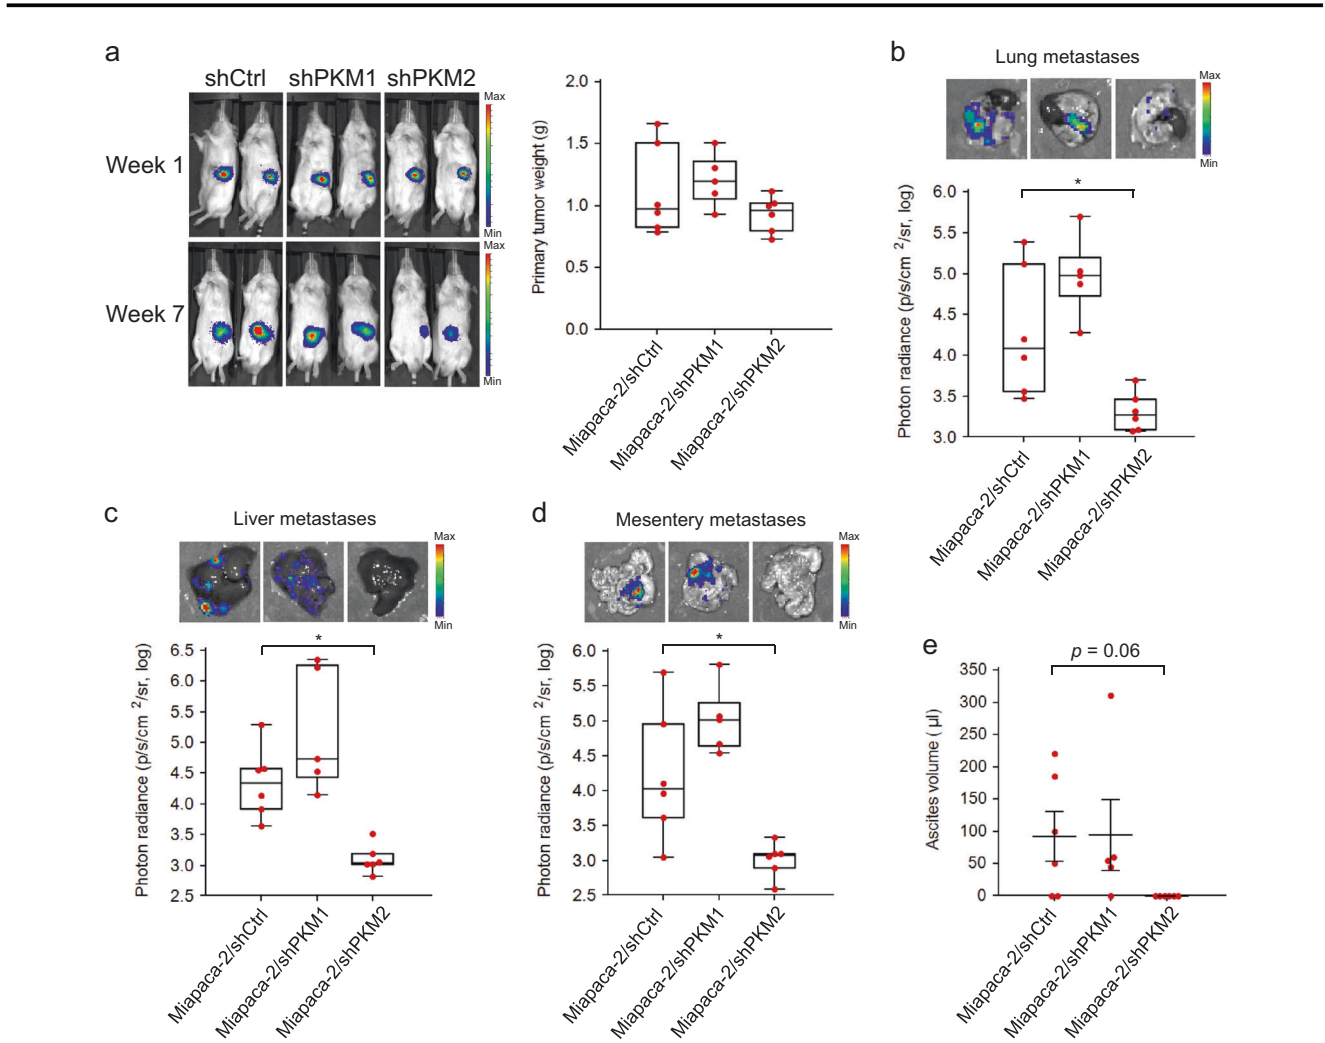 a
shCtrl shPKM1 shPKM2
Week 1
Week 7
Max
Min
Max
Min
Primary tumor weight (g)
2.0
1.5
1.0
0.5
0.0
Miapaca-2/shCtrl
Miapaca-2/shPKM1
Miapaca-2/shPKM2
b
Lung metastases
Max
Min
*
Photon radiance (p/s/cm 2/sr, log)
6.0
5.5
5.0
4.5
4.0
3.5
3.0
Miapaca-2/shCtrl
Miapaca-2/shPKM1
Miapaca-2/shPKM2
c
Liver metastases
Max
Min
*
Photon radiance (p/s/cm 2/sr, log)
6.5
6.0
5.5
5.0
4.5
4.0
3.5
3.0
2.5
Miapaca-2/shCtrl
Miapaca-2/shPKM1
Miapaca-2/shPKM2
d
Mesentery metastases
Max
Min
*
Photon radiance (p/s/cm 2/sr, log)
6.0
5.5
5.0
4.5
4.0
3.5
3.0
2.5
Miapaca-2/shCtrl
Miapaca-2/shPKM1
Miapaca-2/shPKM2
e
p = 0.06
Ascites volume ( µl)
350
300
250
200
150
100
50
0
Miapaca-2/shCtrl
Miapaca-2/shPKM1
Miapaca-2/shPKM2